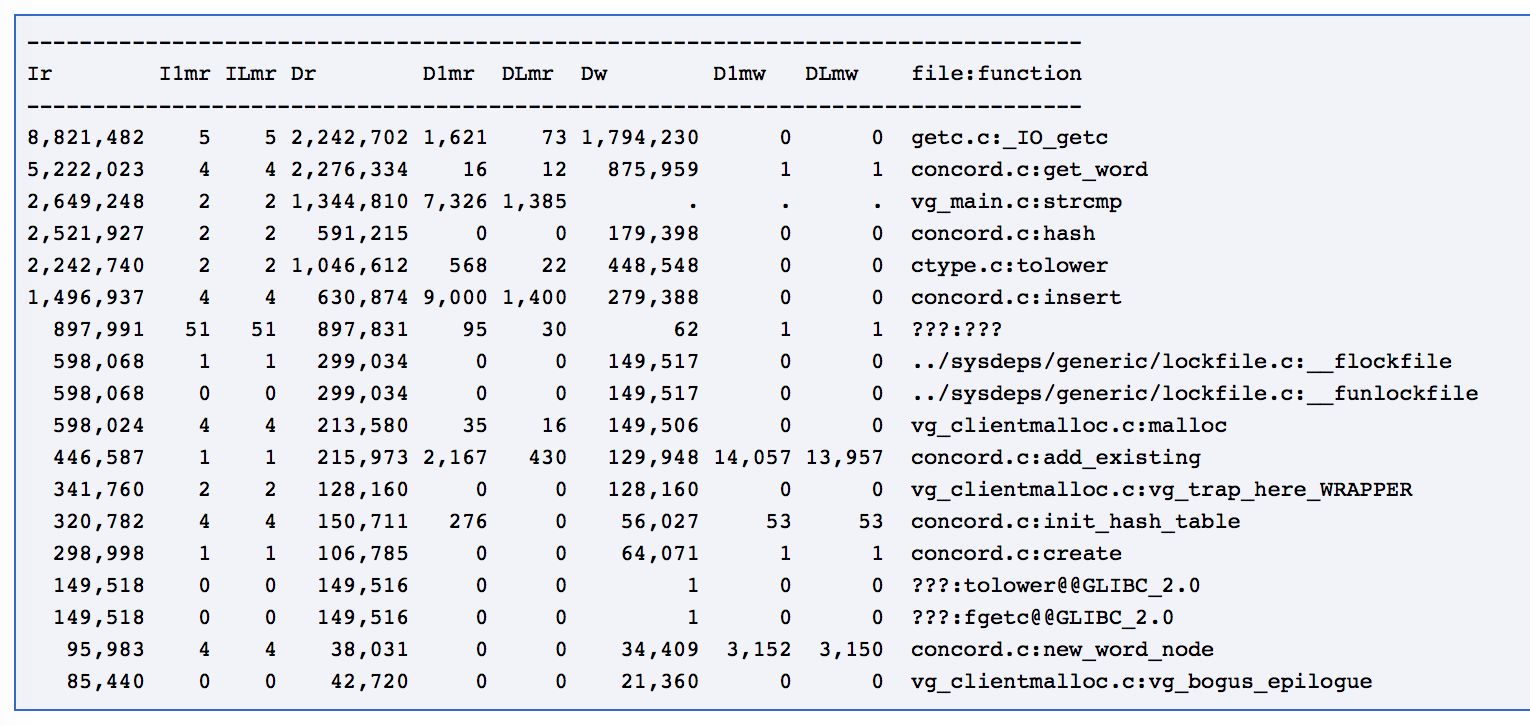 --------------------------------------------------------------------------------
Ir        I1mr ILmr Dr        D1mr  DLmr  Dw        D1mw   DLmw    file:function
--------------------------------------------------------------------------------
8,821,482    5    5 2,242,702 1,621    73 1,794,230      0      0  getc.c:_IO_getc
5,222,023    4    4 2,276,334    16    12   875,959      1      1  concord.c:get_word
2,649,248    2    2 1,344,810 7,326 1,385         .      .      .  vg_main.c:strcmp
2,521,927    2    2   591,215     0     0   179,398      0      0  concord.c:hash
2,242,740    2    2 1,046,612   568    22   448,548      0      0  ctype.c:tolower
1,496,937    4    4   630,874 9,000 1,400   279,388      0      0  concord.c:insert
  897,991   51   51   897,831    95    30        62      1      1  ???:???
  598,068    1    1   299,034     0     0   149,517      0      0  ../sysdeps/generic/lockfile.c:__flockfile
  598,068    0    0   299,034     0     0   149,517      0      0  ../sysdeps/generic/lockfile.c:__funlockfile
  598,024    4    4   213,580    35    16   149,506      0      0  vg_clientmalloc.c:malloc
  446,587    1    1   215,973 2,167   430   129,948 14,057 13,957  concord.c:add_existing
  341,760    2    2   128,160     0     0   128,160      0      0  vg_clientmalloc.c:vg_trap_here_WRAPPER
  320,782    4    4   150,711   276     0    56,027     53     53  concord.c:init_hash_table
  298,998    1    1   106,785     0     0    64,071      1      1  concord.c:create
  149,518    0    0   149,516     0     0         1      0      0  ???:tolower@@GLIBC_2.0
  149,518    0    0   149,516     0     0         1      0      0  ???:fgetc@@GLIBC_2.0
   95,983    4    4    38,031     0     0    34,409  3,152  3,150  concord.c:new_word_node
   85,440    0    0    42,720     0     0    21,360      0      0  vg_clientmalloc.c:vg_bogus_epilogue